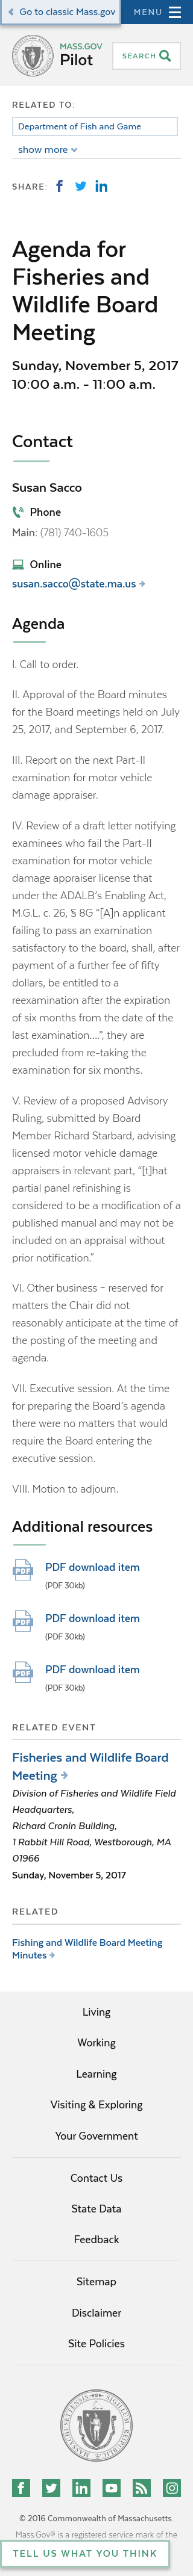 Go to classic Mass.gov
MENU
MASS.GOV
Pilot
SEARCH
RELATED TO:
Department of Fish and Game
show more
SHARE:
Agenda for
Fisheries and
Wildlife Board
Meeting
Sunday, November 5, 2017
10:00 a.m. - 11:00 a.m.
Contact
Susan Sacco
Phone
Main: (781) 740-1605
Online
susan.sacco@state.ma.us
Agenda
I. Call to order.
II. Approval of the Board minutes
for the Board meetings held on July
25, 2017, and September 6, 2017.
III. Report on the next Part-II
examination for motor vehicle
damage appraiser.
IV. Review of a draft letter notifying
examinees who fail the Part-II
examination for motor vehicle
damage appraiser license that
under the ADALB's Enabling Act,
M.G.L. c. 26, § 8G "[A]n applicant
failing to pass an examination
satisfactory to the board, shall, after
payment of a further fee of fifty
dollars, be entitled to a
reexamination after the expiration
of six months from the date of the
last examination....", they are
precluded from re-taking the
examination for six months.
V. Review of a proposed Advisory
Ruling, submitted by Board
Member Richard Starbard, advising
licensed motor vehicle damage
appraisers in relevant part, "[t]hat
partial panel refinishing is
considered to be a modification of a
published manual and may not be
included on an appraisal without
prior notification."
VI. Other business – reserved for
matters the Chair did not
reasonably anticipate at the time of
the posting of the meeting and
agenda.
VII. Executive session. At the time
for preparing the Board's agenda
there were no matters that would
require the Board entering the
executive session.
VIII. Motion to adjourn.
Additional resources
PDF
PDF download item
(PDF 30kb)
PDF
PDF download item
(PDF 30kb)
PDF
PDF download item
(PDF 30kb)
RELATED EVENT
Fisheries and Wildlife Board
Meeting
Division of Fisheries and Wildlife Field
Headquarters,
Richard Cronin Building,
1 Rabbit Hill Road, Westborough, MA
01966
Sunday, November 5, 2017
RELATED
Fishing and Wildlife Board Meeting
Minutes
Living
Working
Learning
Visiting & Exploring
Your Government
Contact Us
State Data
Feedback
Sitemap
Disclaimer
Site Policies
© 2016 Commonwealth of Massachusetts.
Mass.Gov® is a registered service mark of the
TELL US WHAT YOU THINK